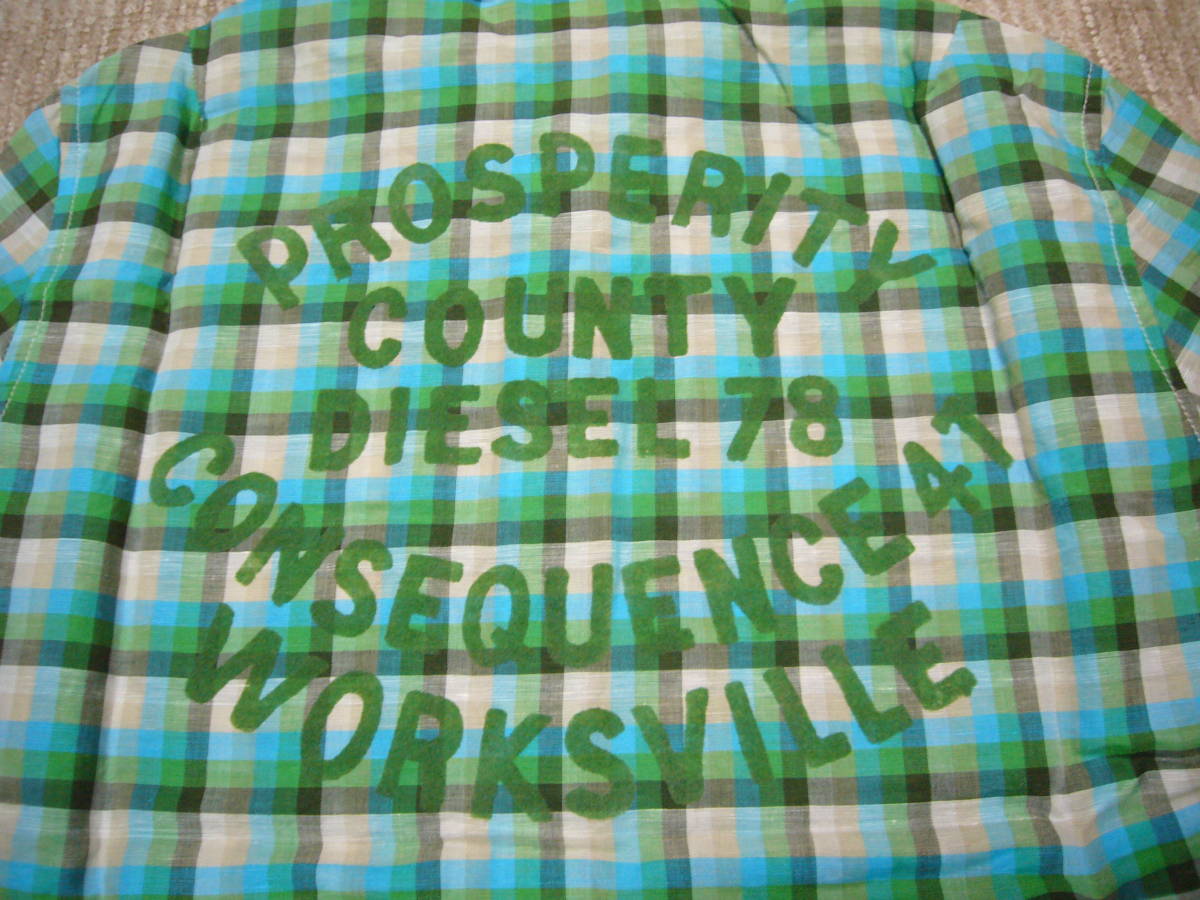 PROSPERITY
COUNTY
DIESEL 78
CONSEQUENCE 41
WORKSVILLE